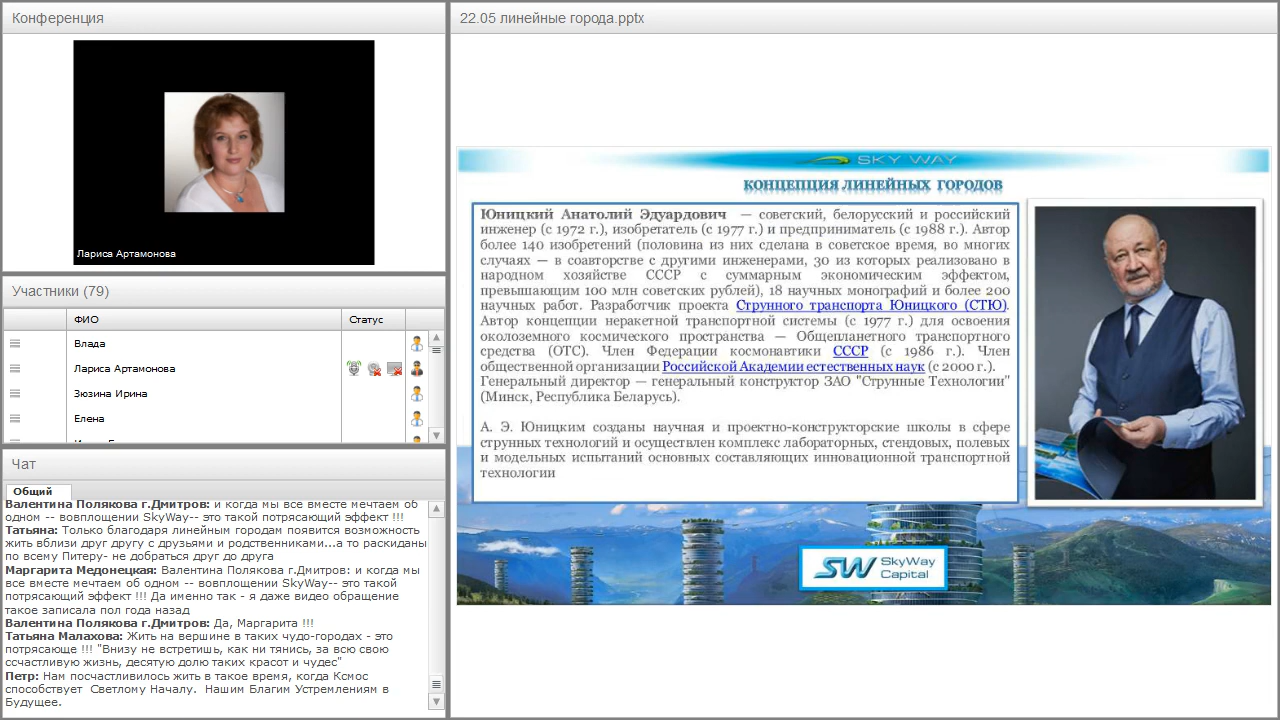 Конференция
Лариса Артамонова
Участники (79)
ФИО Статус
Влада
Лариса Артамонова
Зюзина Ирина
Елена
Чат
Общий
Валентина Полякова г.Дмитров: и когда мы все вместе мечтаем об
одном -- вовплощении SkyWay-- это такой потрясающий эффект !!!
Татьяна: Только благодаря линейным городам появится возможность
жить вблизи друг другу с друзьями и родственниками...а то раскиданы
по всему Питеру- не добраться друг до друга
Маргарита Медонецкая: Валентина Полякова г.Дмитров: и когда мы
все вместе мечтаем об одном -- вовплощении SkyWay-- это такой
потрясающий эффект !!! Да именно так - я даже видео обращение
такое записала пол года назад
Валентина Полякова г.Дмитров: Да, Маргарита !!!
Татьяна Малахова: Жить на вершине в таких чудо-городах - это
потрясающе !!! "Внизу не встретишь, как ни тянись, за всю свою
ссчастливую жизнь, десятую долю таких красот и чудес"
Петр: Нам посчастливилось жить в такое время, когда Ксмос
способствует Светлому Началу. Нашим Благим Устремлениям в
Будущее.
22.05 линейные города.pptx
SKY WAY
КОНЦЕПЦИЯ ЛИНЕЙНЫХ ГОРОДОВ
Юницкий Анатолий Эдуардович — советский, белорусский и российский
инженер (с 1972 г.), изобретатель (с 1977 г.) и предприниматель (с 1988 г.). Автор
более 140 изобретений (половина из них сделана в советское время, во многих
случаях — в соавторстве с другими инженерами, 30 из которых реализовано в
народном хозяйстве СССР с суммарным экономическим эффектом,
превышающим 100 млн советских рублей), 18 научных монографий и более 200
научных работ. Разработчик проекта Струнного транспорта Юницкого (СТЮ).
Автор концепции неракетной транспортной системы (с 1977 г.) для освоения
околоземного космического пространства — Общепланетного транспортного
средства (ОТС). Член Федерации космонавтики СССР (с 1986 г.). Член
общественной организации Российской Академии естественных наук (с 2000 г.).
Генеральный директор — генеральный конструктор ЗАО "Струнные Технологии"
(Минск, Республика Беларусь).
А. Э. Юницким созданы научная и проектно-конструкторские школы в сфере
струнных технологий и осуществлен комплекс лабораторных, стендовых, полевых
и модельных испытаний основных составляющих инновационной транспортной
технологии
SW SkyWay
Capital